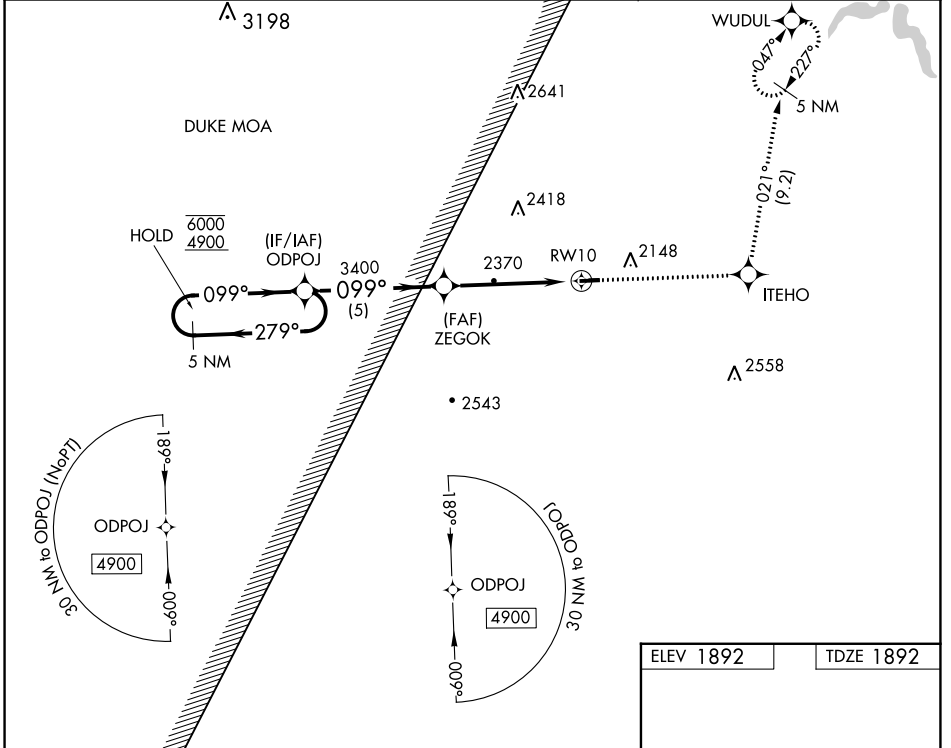 3198
WUDUL
047°
227°
5 NM
2641
DUKE MOA
021°
(9.2)
2418
HOLD
6000
4900
(IF/IAF)
ODPOJ
3400
099°
099°
(5)
2370
RW10
2148
ITEHO
279°
5 NM
(FAF)
ZEGOK
2558
2543
30 NM to ODPOJ (NoPT)
189°
ODPOJ
4900
009°
30 NM to ODPOJ
189°
ODPOJ
4900
009°
ELEV 1892
TDZE 1892